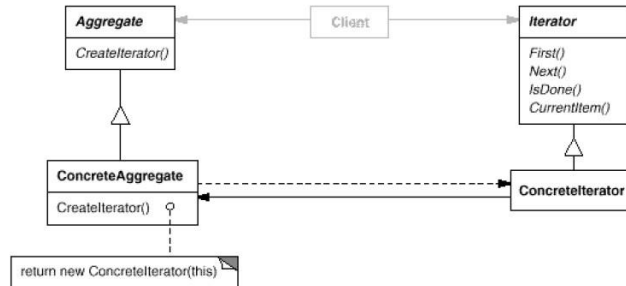 Aggregate
CreateIterator()
Client
Iterator
First()
Next()
IsDone()
CurrentItem()
ConcreteAggregate
CreateIterator()
ConcreteIterator
return new ConcreteIterator(this)